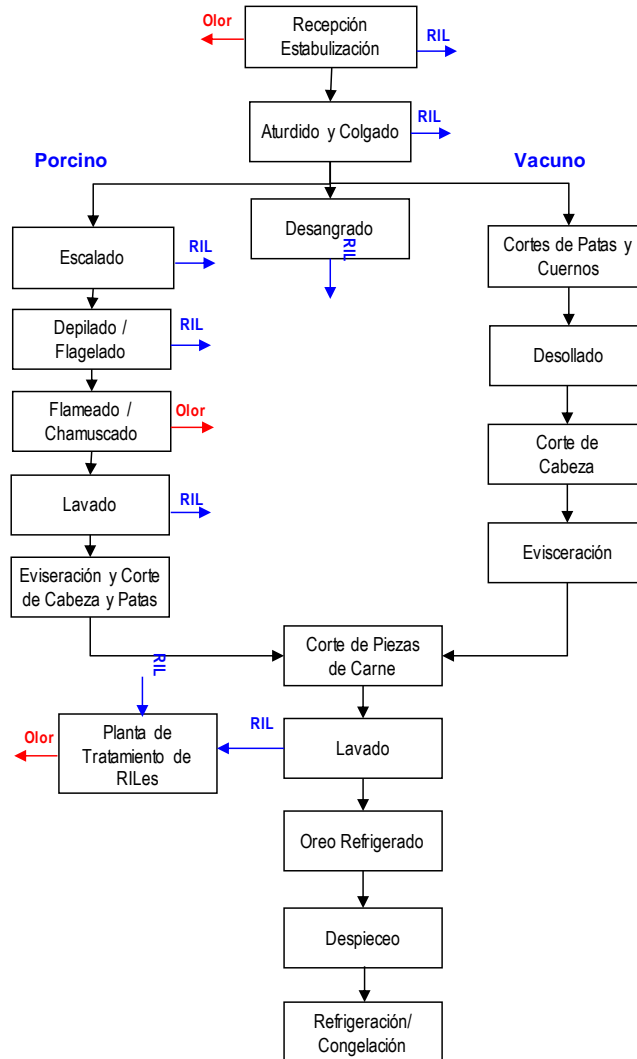 Olor
Recepción
Estabulización
RIL
Aturdido y Colgado
RIL
Porcino
Vacuno
Desangrado
RIL
Escalado
RIL
Cortes de Patas y
Cuernos
Depilado /
Flagelado
RIL
Desollado
Flameado /
Chamuscado
Olor
Corte de
Cabeza
Lavado
RIL
Evisceración
Eviseración y Corte
de Cabeza y Patas
Corte de Piezas
de Carne
RIL
Olor
Planta de
Tratamiento de
RILes
RIL
Lavado
Oreo Refrigerado
Despieceo
Refrigeración/
Congelación